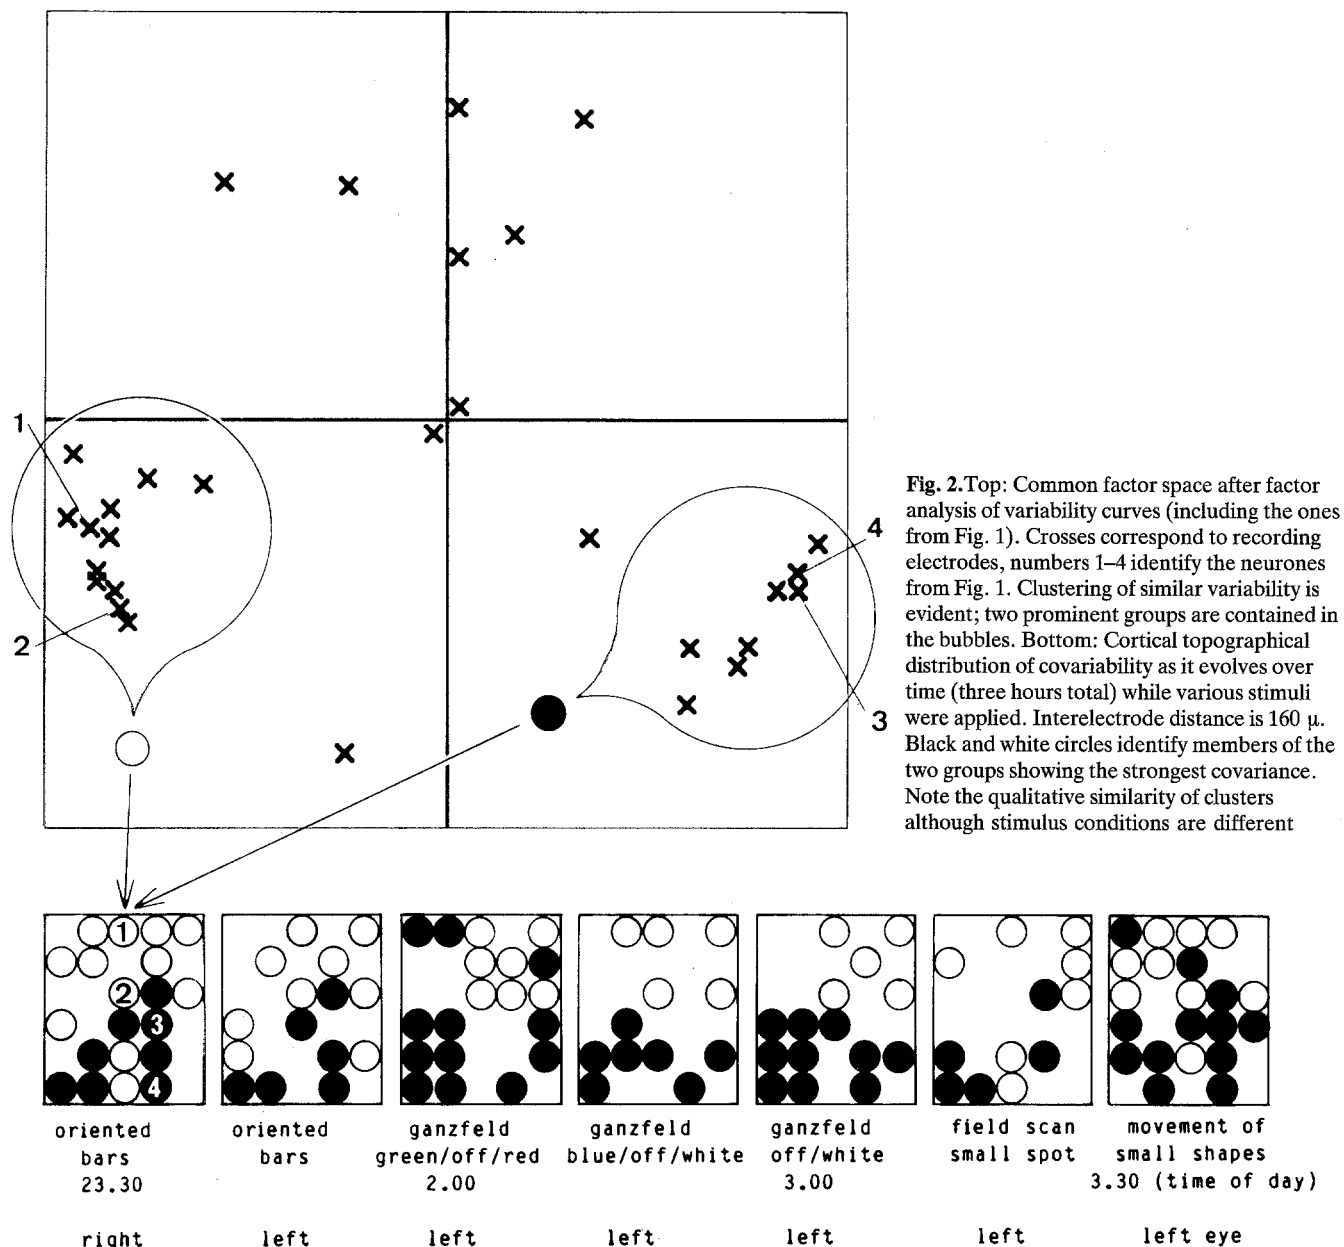 1
2
4
3
Fig. 2.Top: Common factor space after factor
analysis of variability curves (including the ones
from Fig. 1). Crosses correspond to recording
electrodes, numbers 1–4 identify the neurones
from Fig. 1. Clustering of similar variability is
evident; two prominent groups are contained in
the bubbles. Bottom: Cortical topographical
distribution of covariability as it evolves over
time (three hours total) while various stimuli
were applied. Interelectrode distance is 160 µ.
Black and white circles identify members of the
two groups showing the strongest covariance.
Note the qualitative similarity of clusters
although stimulus conditions are different
1
2
3
4
oriented
bars
23.30
right
oriented
bars
left
ganzfeld
green/off/red
2.00
left
ganzfeld
blue/off/white
left
ganzfeld
off/white
3.00
left
field scan
small spot
left
movement of
small shapes
3.30 (time of day)
left eye